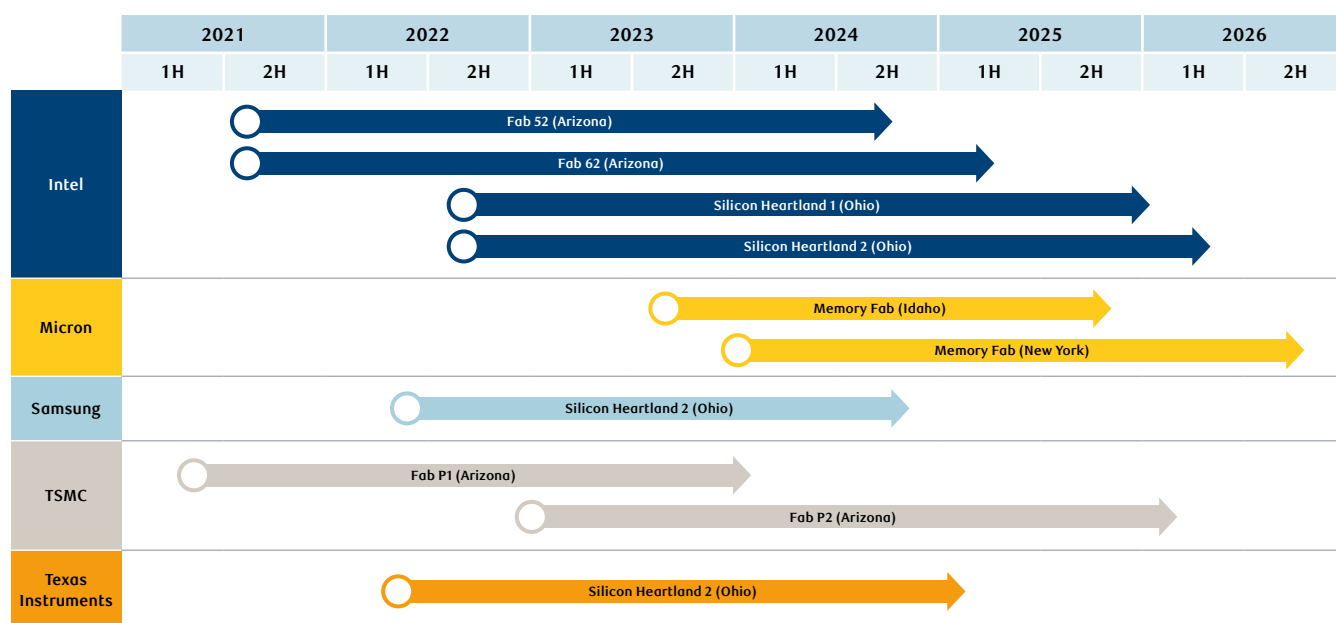 2021 2022 2023 2024 2025 2026
1H 2H 1H 2H 1H 2H 1H 2H 1H 2H 1H 2H
Intel
Fab 52 (Arizona)
Fab 62 (Arizona)
Silicon Heartland 1 (Ohio)
Silicon Heartland 2 (Ohio)
Micron
Memory Fab (Idaho)
Memory Fab (New York)
Samsung
Silicon Heartland 2 (Ohio)
TSMC
Fab P1 (Arizona)
Fab P2 (Arizona)
Texas
Instruments
Silicon Heartland 2 (Ohio)